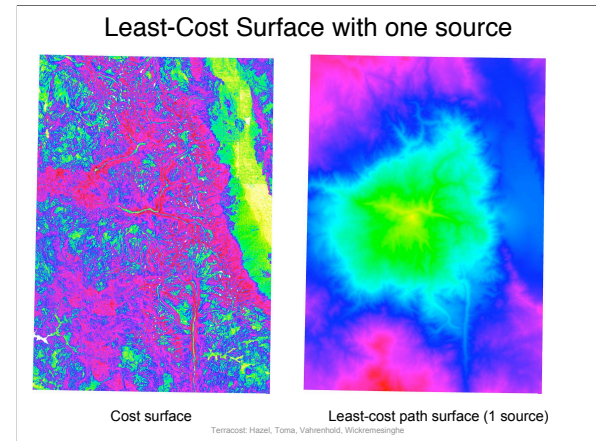 Least-Cost Surface with one source
Cost surface
Least-cost path surface (1 source)
Terracost: Hazel, Toma, Vahrenhold, Wickremesinghe